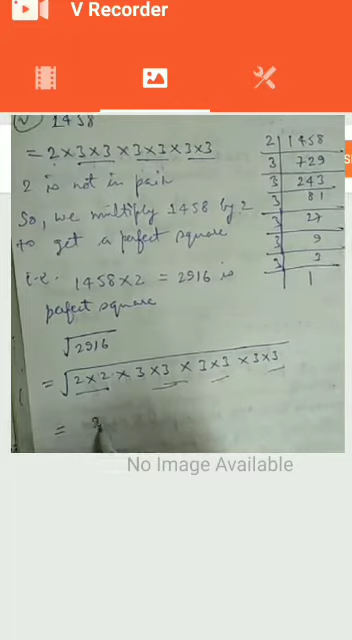 V Recorder
(v) 1458
= 2 × 3 × 3 × 3 × 3 × 3 × 3
2 is not in pair
So, we multiply 1458 by 2
to get a perfect square
i.e. 1458 × 2 = 2916 is
perfect square
√2916
= √2 × 2 × 3 × 3 × 3 × 3 × 3 × 3
=
2 | 1458
3 | 729
3 | 243
3 | 81
3 | 27
3 | 9
3 | 3
| 1
S
No Image Available